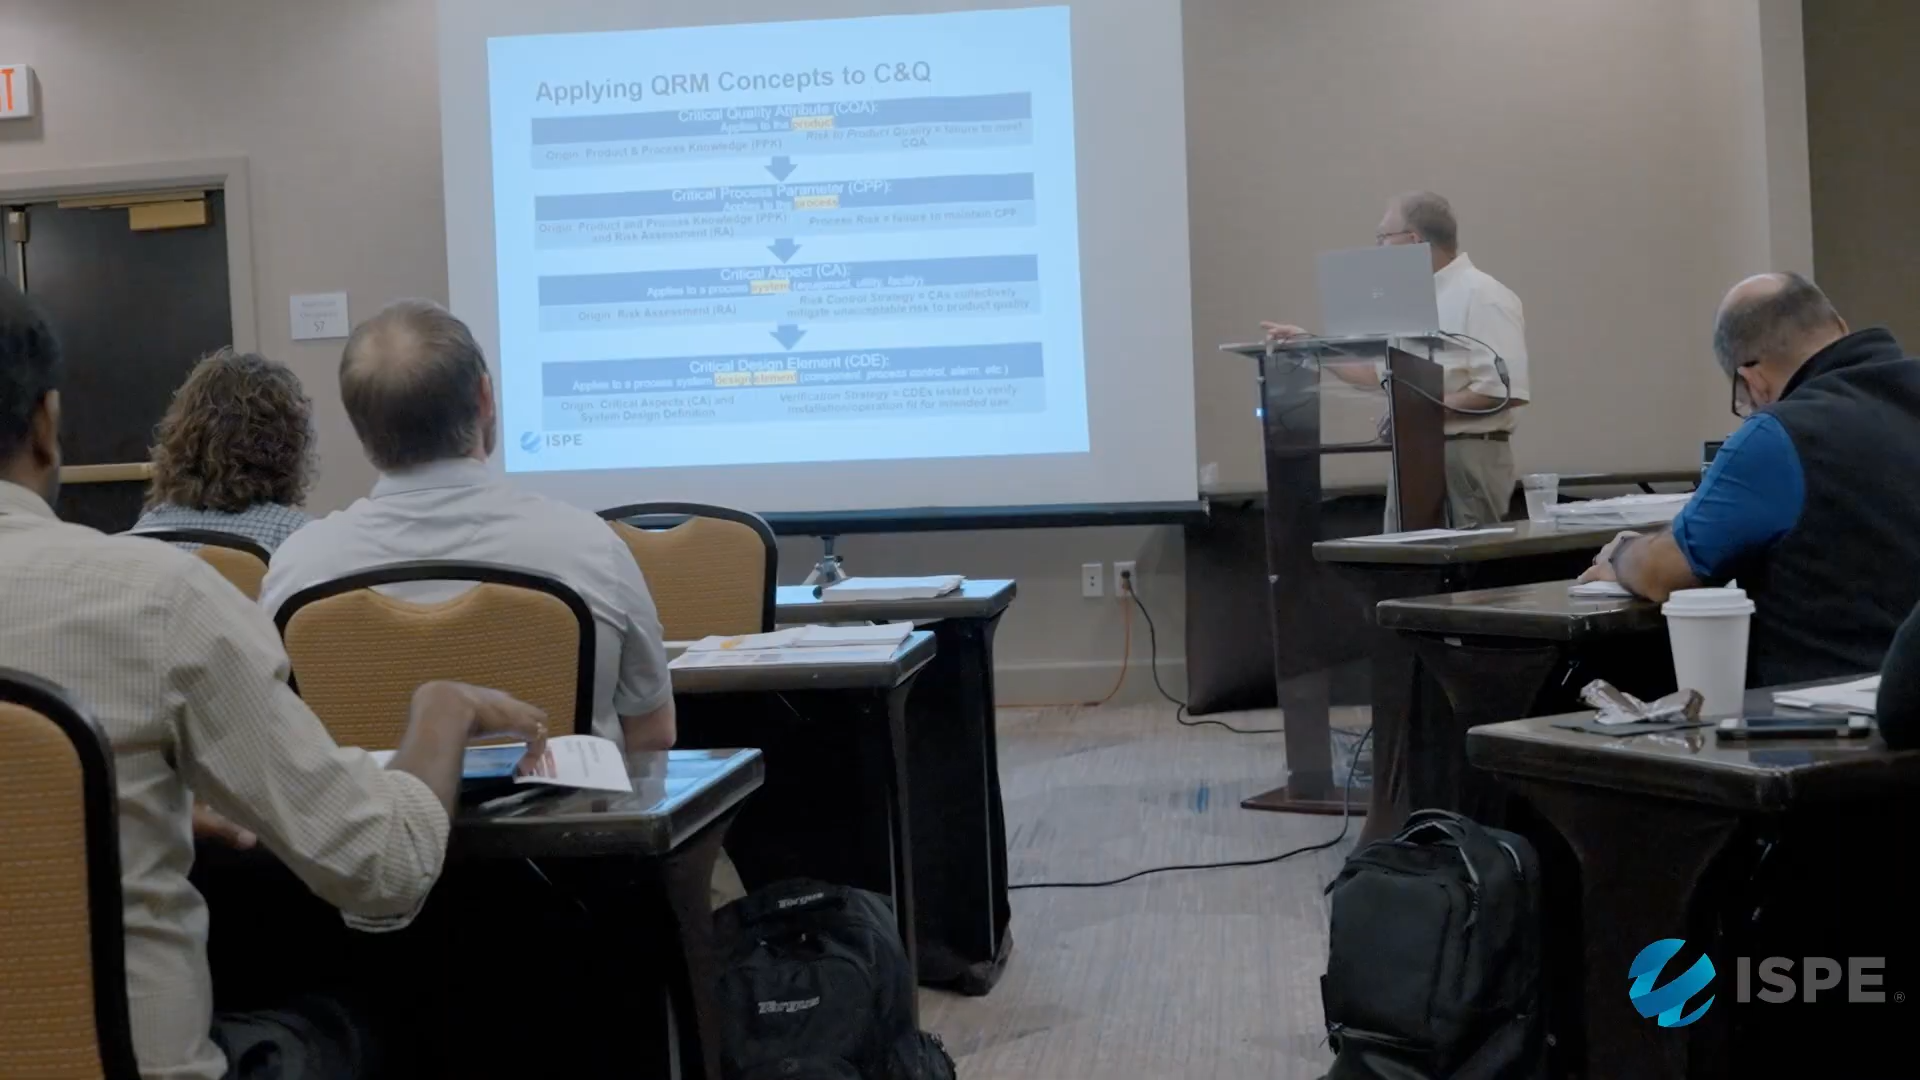 Applying QRM Concepts to C&Q
Critical Quality Attribute (CQA):
Applies to the product
Origin: Product & Process Knowledge (PPK)
Risk to Product Quality = failure to meet
CQA
Critical Process Parameter (CPP):
Applies to the process
Origin: Product and Process Knowledge (PPK)
and Risk Assessment (RA)
Process Risk = failure to maintain CPP
Critical Aspect (CA):
Applies to a process system (equipment, utility, facility)
Origin: Risk Assessment (RA)
Risk Control Strategy = CAs collectively
mitigate unacceptable risk to product quality
Critical Design Element (CDE):
Applies to a process system design element (component, process control, alarm, etc.)
Origin: Critical Aspects (CA) and
System Design Definition
Verification Strategy = CDEs tested to verify
installation/operation fit for intended use
ISPE
57
Targus
ISPE®